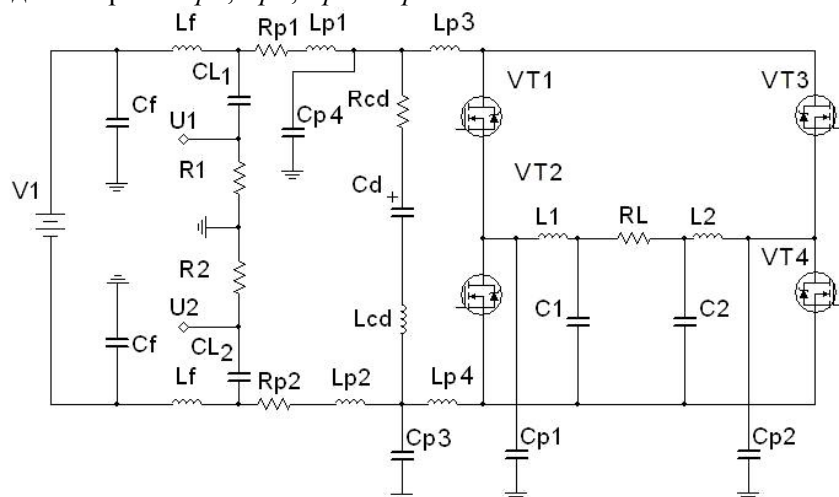 Lf
Rp1
Lp1
Lp3
CL1
Cf
U1
Cp4
Rcd
VT1
VT3
R1
V1
Cd
+
VT2
L1
RL
L2
R2
VT4
U2
C1
C2
Cf
CL2
Lcd
Lf
Rp2
Lp2
Lp4
Cp3
Cp1
Cp2